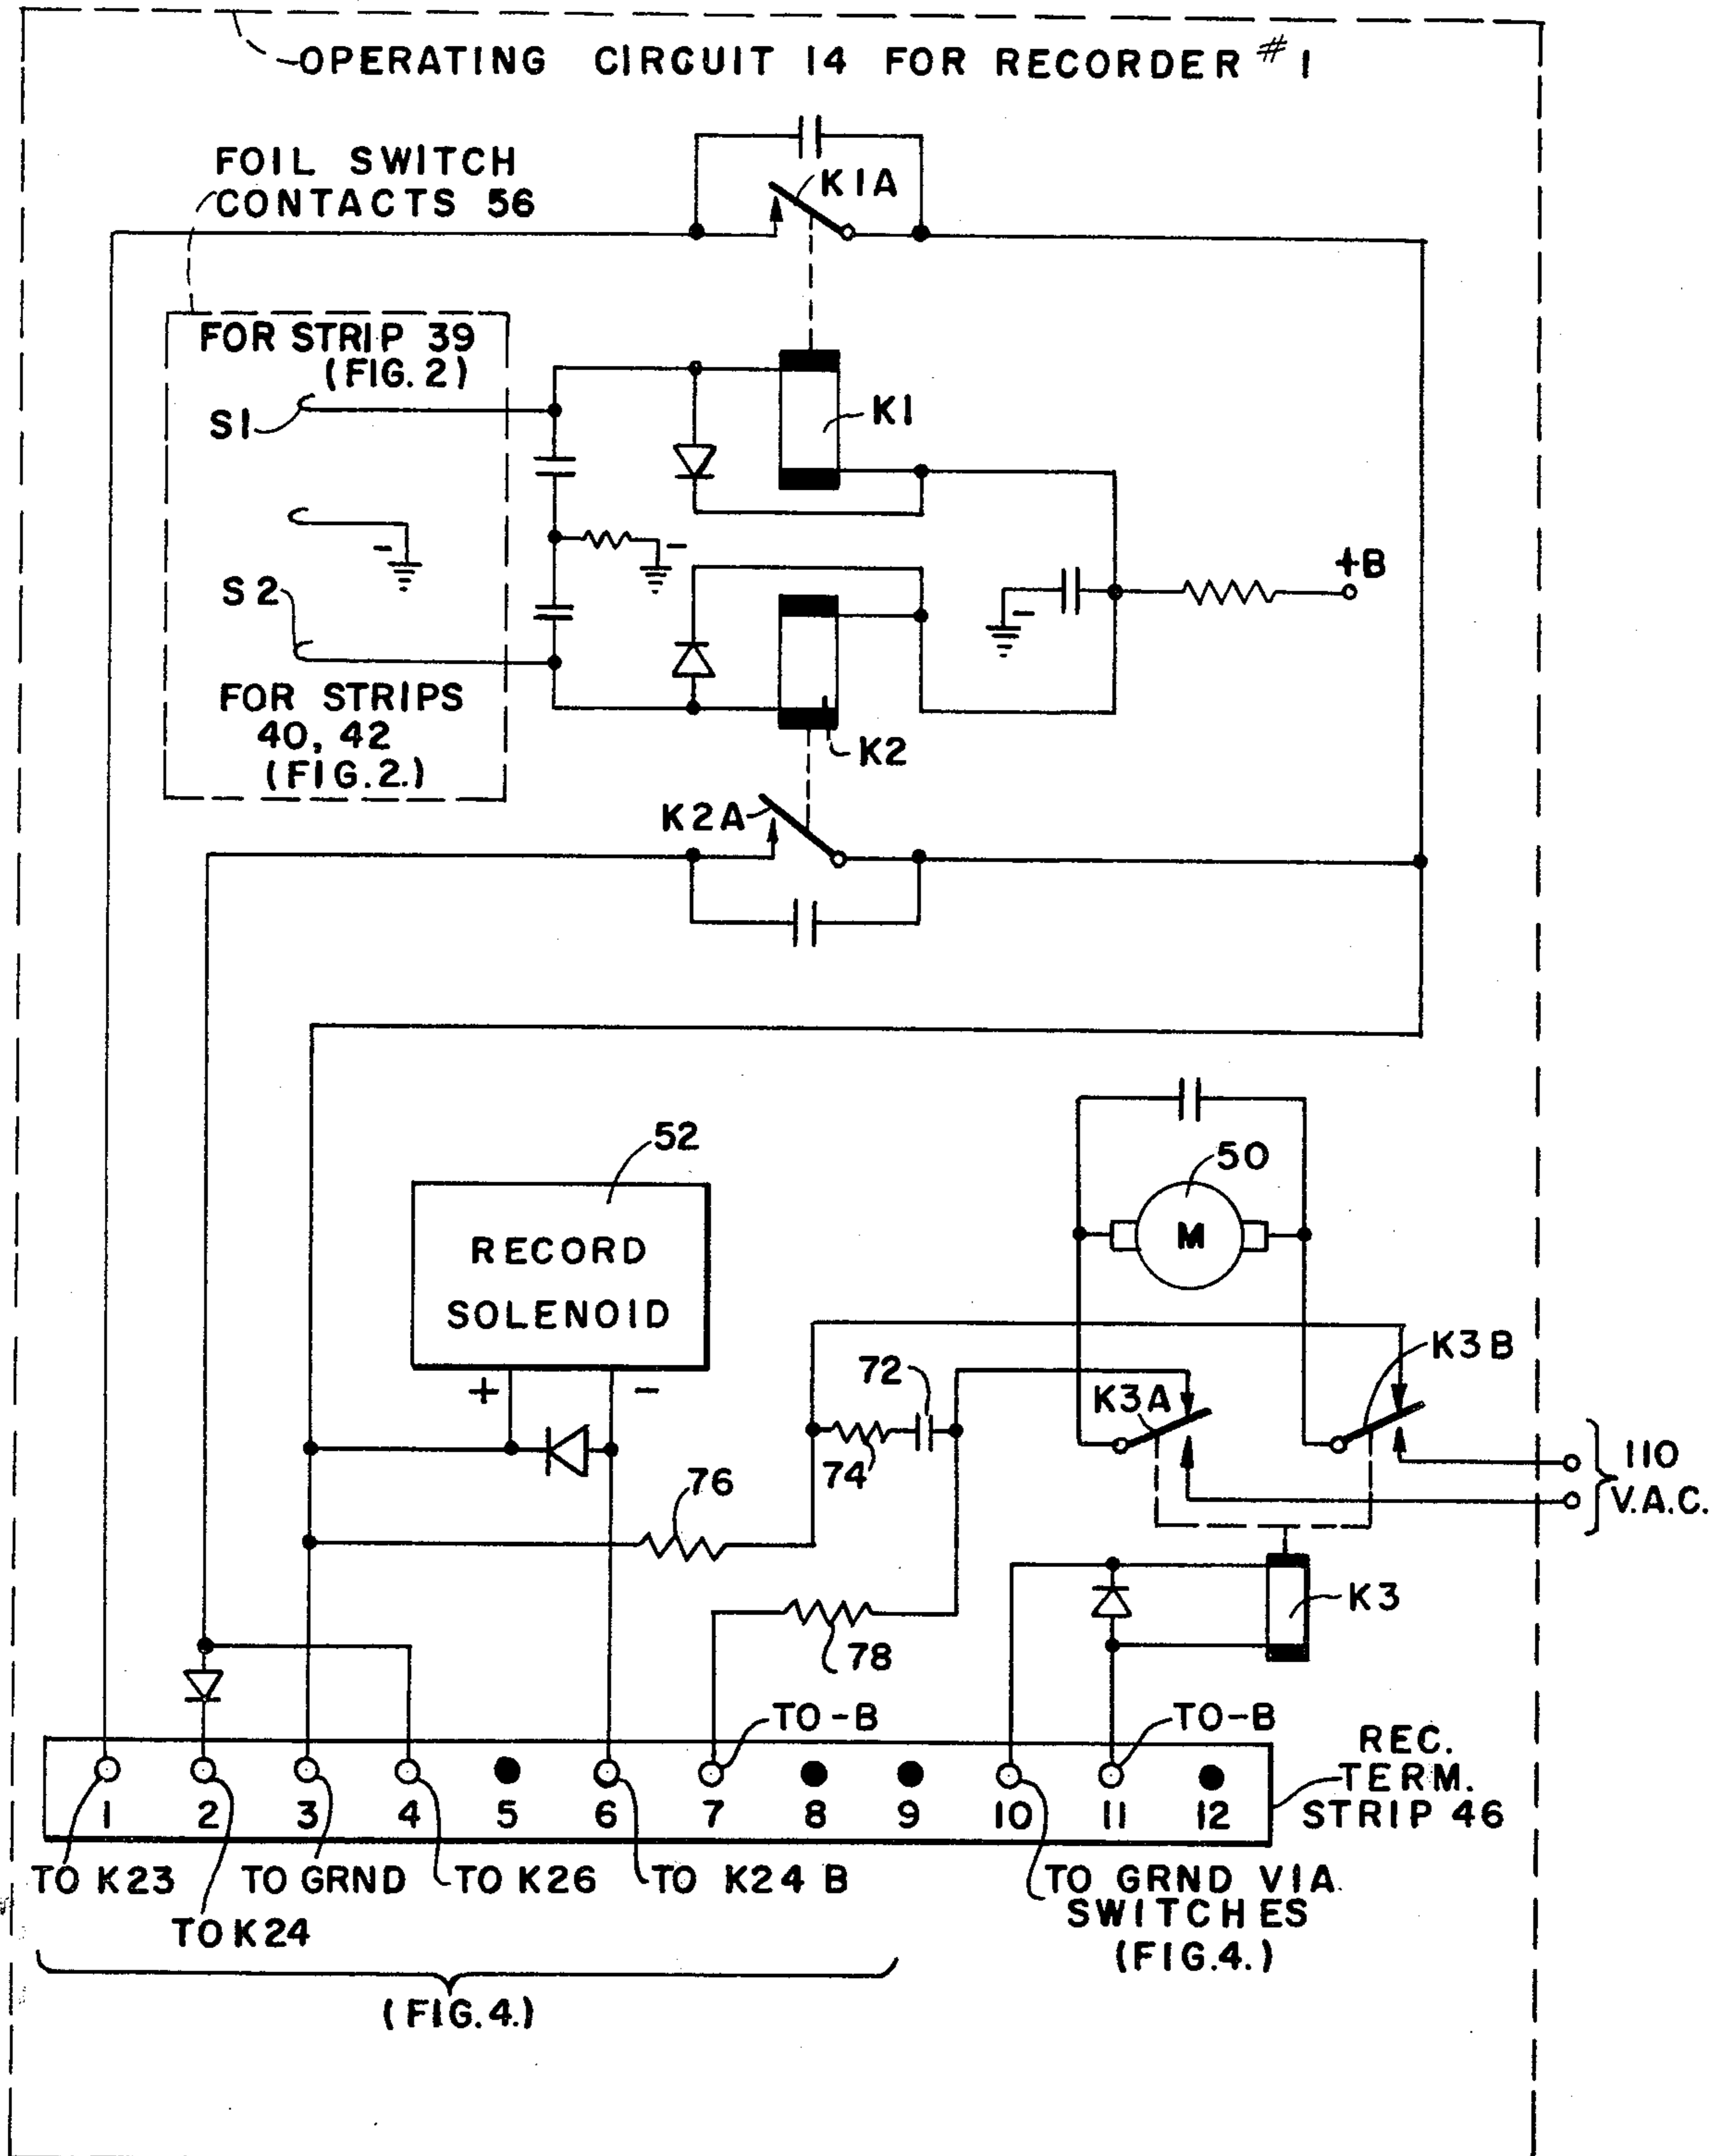 OPERATING CIRCUIT 14 FOR RECORDER #1
FOIL SWITCH
CONTACTS 56
K1A
FOR STRIP 39
(FIG. 2)
S1
K1
-
-
S2
-
+B
FOR STRIPS
40, 42
(FIG.2.)
K2
K2A
52
50
RECORD
SOLENOID
M
+
-
72
K3A
K3B
74
76
110
V.A.C.
78
K3
TO-B
TO-B
REC.
TERM.
STRIP 46
1 2 3 4 5 6 7 8 9 10 11 12
TO K23
TO K24
TO GRND
TO K26
TO K24 B
TO GRND VIA
SWITCHES
(FIG.4.)
(FIG.4.)